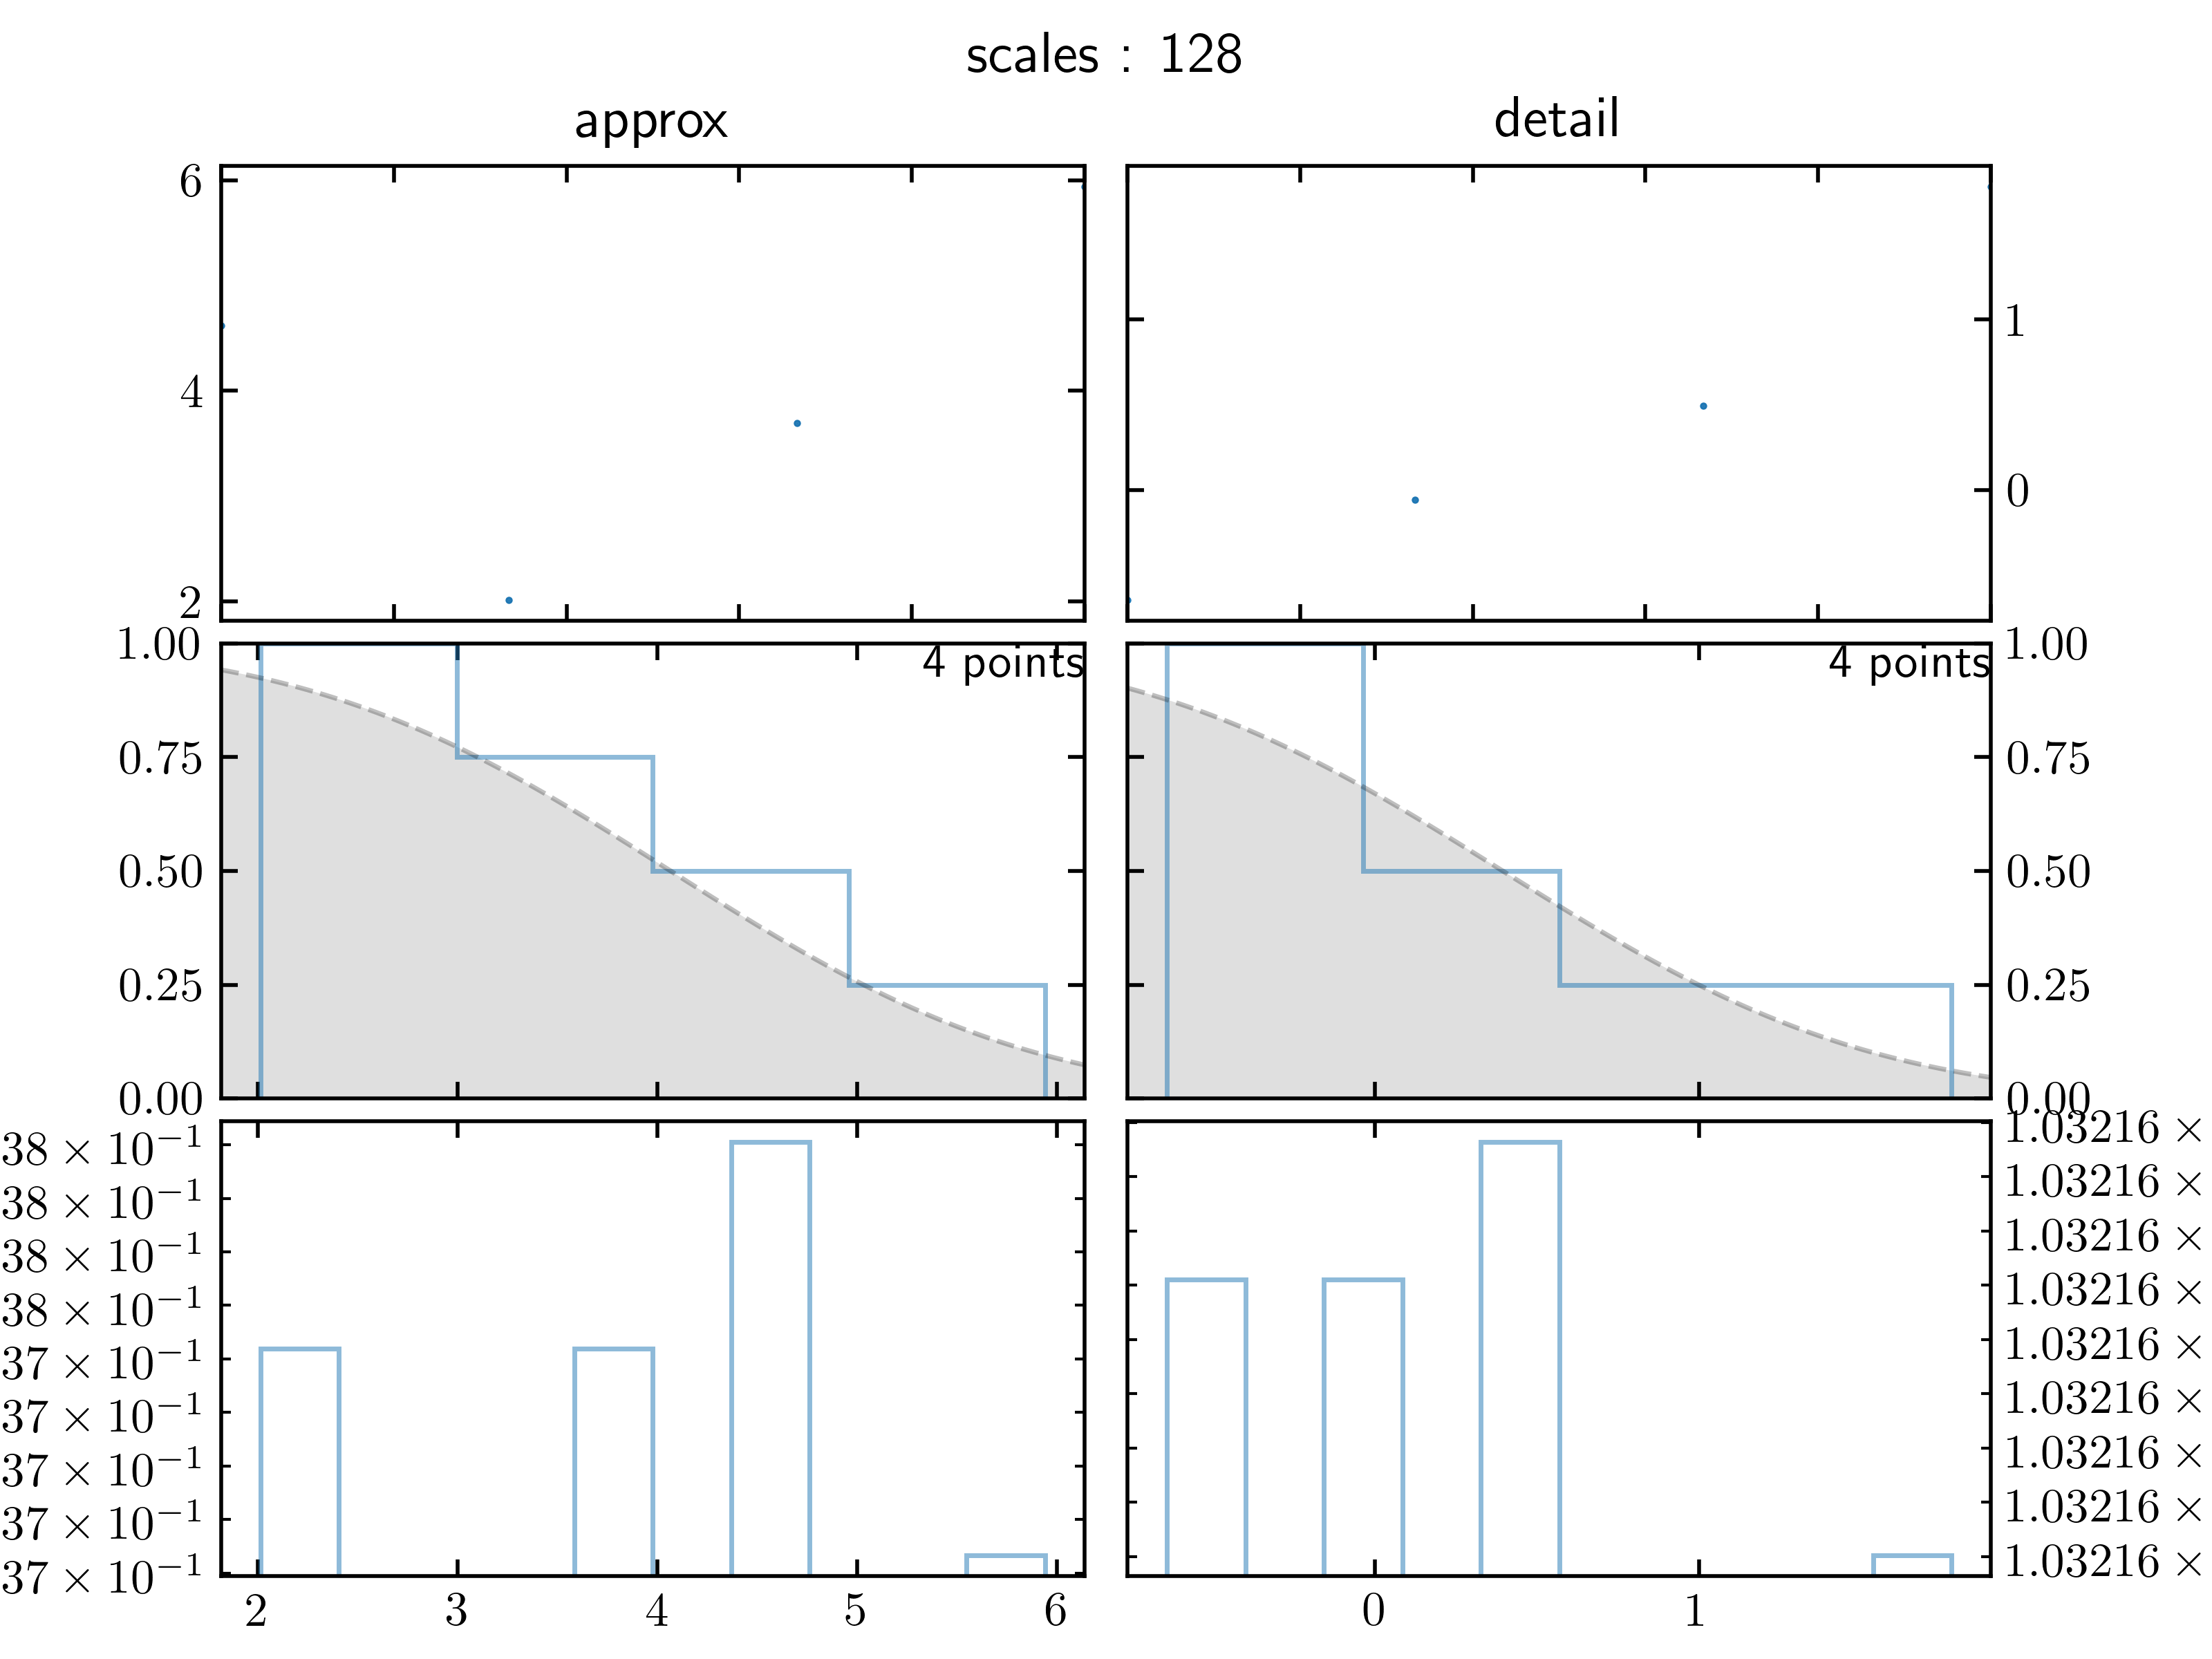 scales : 128
approx
detail
6
4
2
1
0
1.00
0.75
0.50
0.25
0.00
4 points
4 points
1.00
0.75
0.50
0.25
0.00
38 × 10⁻¹
38 × 10⁻¹
38 × 10⁻¹
38 × 10⁻¹
37 × 10⁻¹
37 × 10⁻¹
37 × 10⁻¹
37 × 10⁻¹
37 × 10⁻¹
1.03216 ×
1.03216 ×
1.03216 ×
1.03216 ×
1.03216 ×
1.03216 ×
1.03216 ×
1.03216 ×
1.03216 ×
2 3 4 5 6
0 1